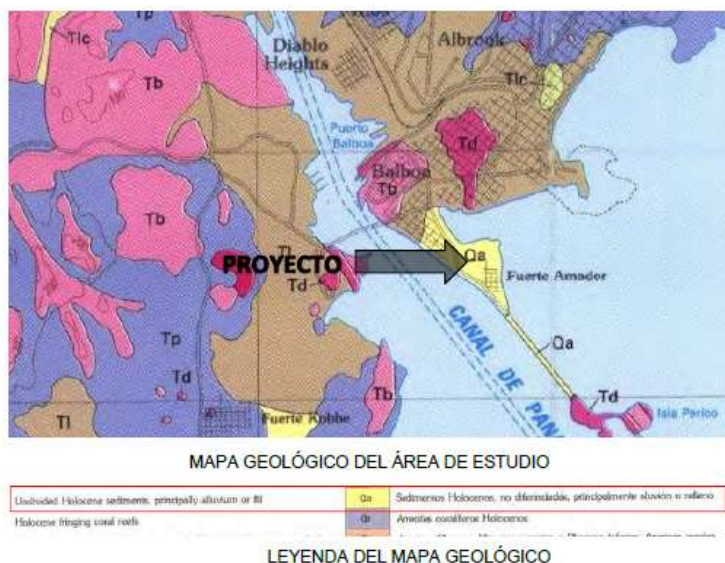 Tlc
Tp
Tb
Diablo
Heights
Albrook
Tlc
Puerto
Balboa
Td
Balboa
Tb
Tb
PROYECTO
Qa
Fuerte Amador
Td
CANAL DE PAN
Tp
Qa
Td
Tb
Td
Isla Perico
Tl
Fuerte Kobbe
MAPA GEOLÓGICO DEL ÁREA DE ESTUDIO
Undivided Holocene sediments, principally alluvium or fill Qa Sedimentos Holocenos, no diferenciados, principalmente aluvión o relleno
Holocene fringing coral reefs Qr Arrecifes coralíferos Holocenos
LEYENDA DEL MAPA GEOLÓGICO